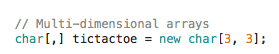 // Multi-dimensional arrays
char[,] tictactoe = new char[3, 3];